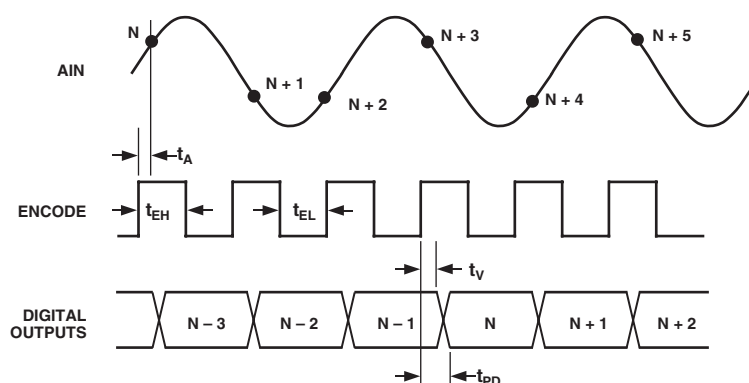 N
N + 3
N + 5
AIN
N + 1
N + 2
N + 4
tA
ENCODE
tEH
tEL
tV
DIGITAL
OUTPUTS
N – 3
N – 2
N – 1
N
N + 1
N + 2
tPD